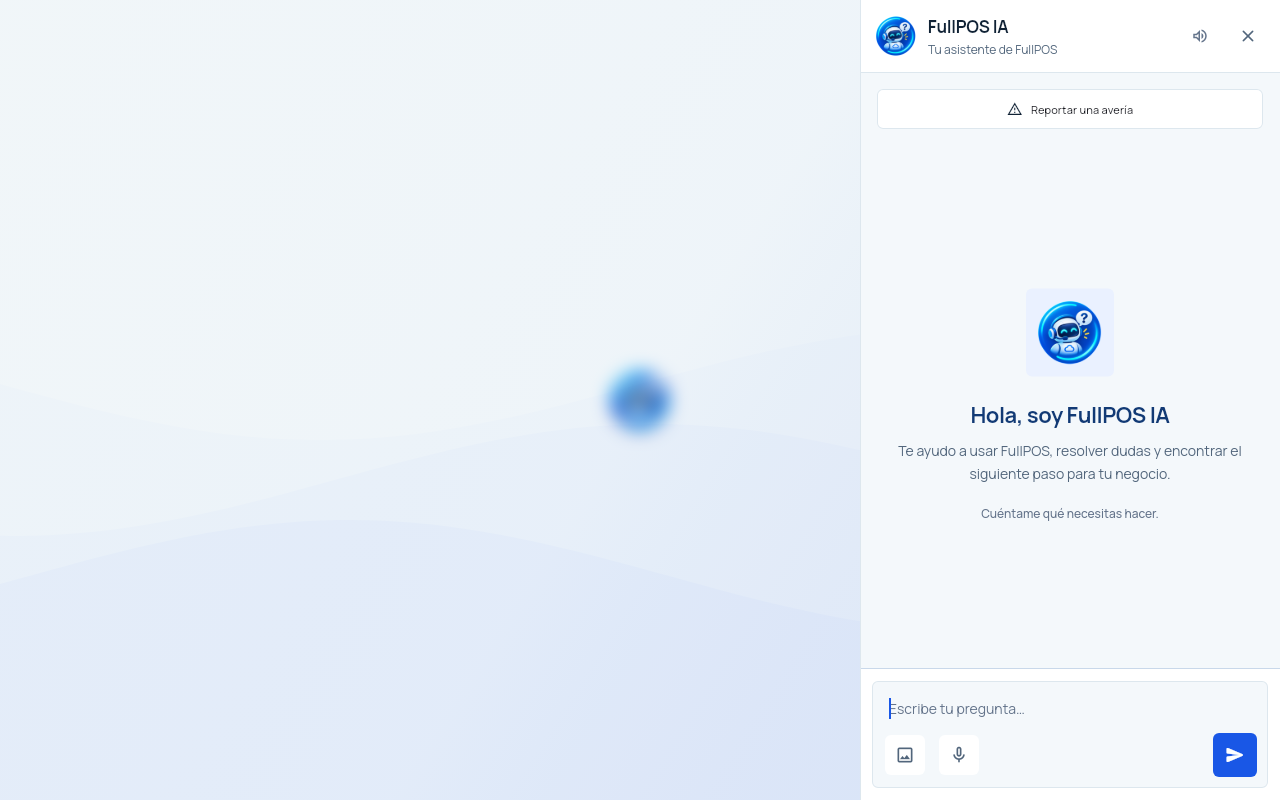 FullPOS IA
Tu asistente de FullPOS
Reportar una avería
?
Hola, soy FullPOS IA
Te ayudo a usar FullPOS, resolver dudas y encontrar el
siguiente paso para tu negocio.
Cuéntame qué necesitas hacer.
Escribe tu pregunta...